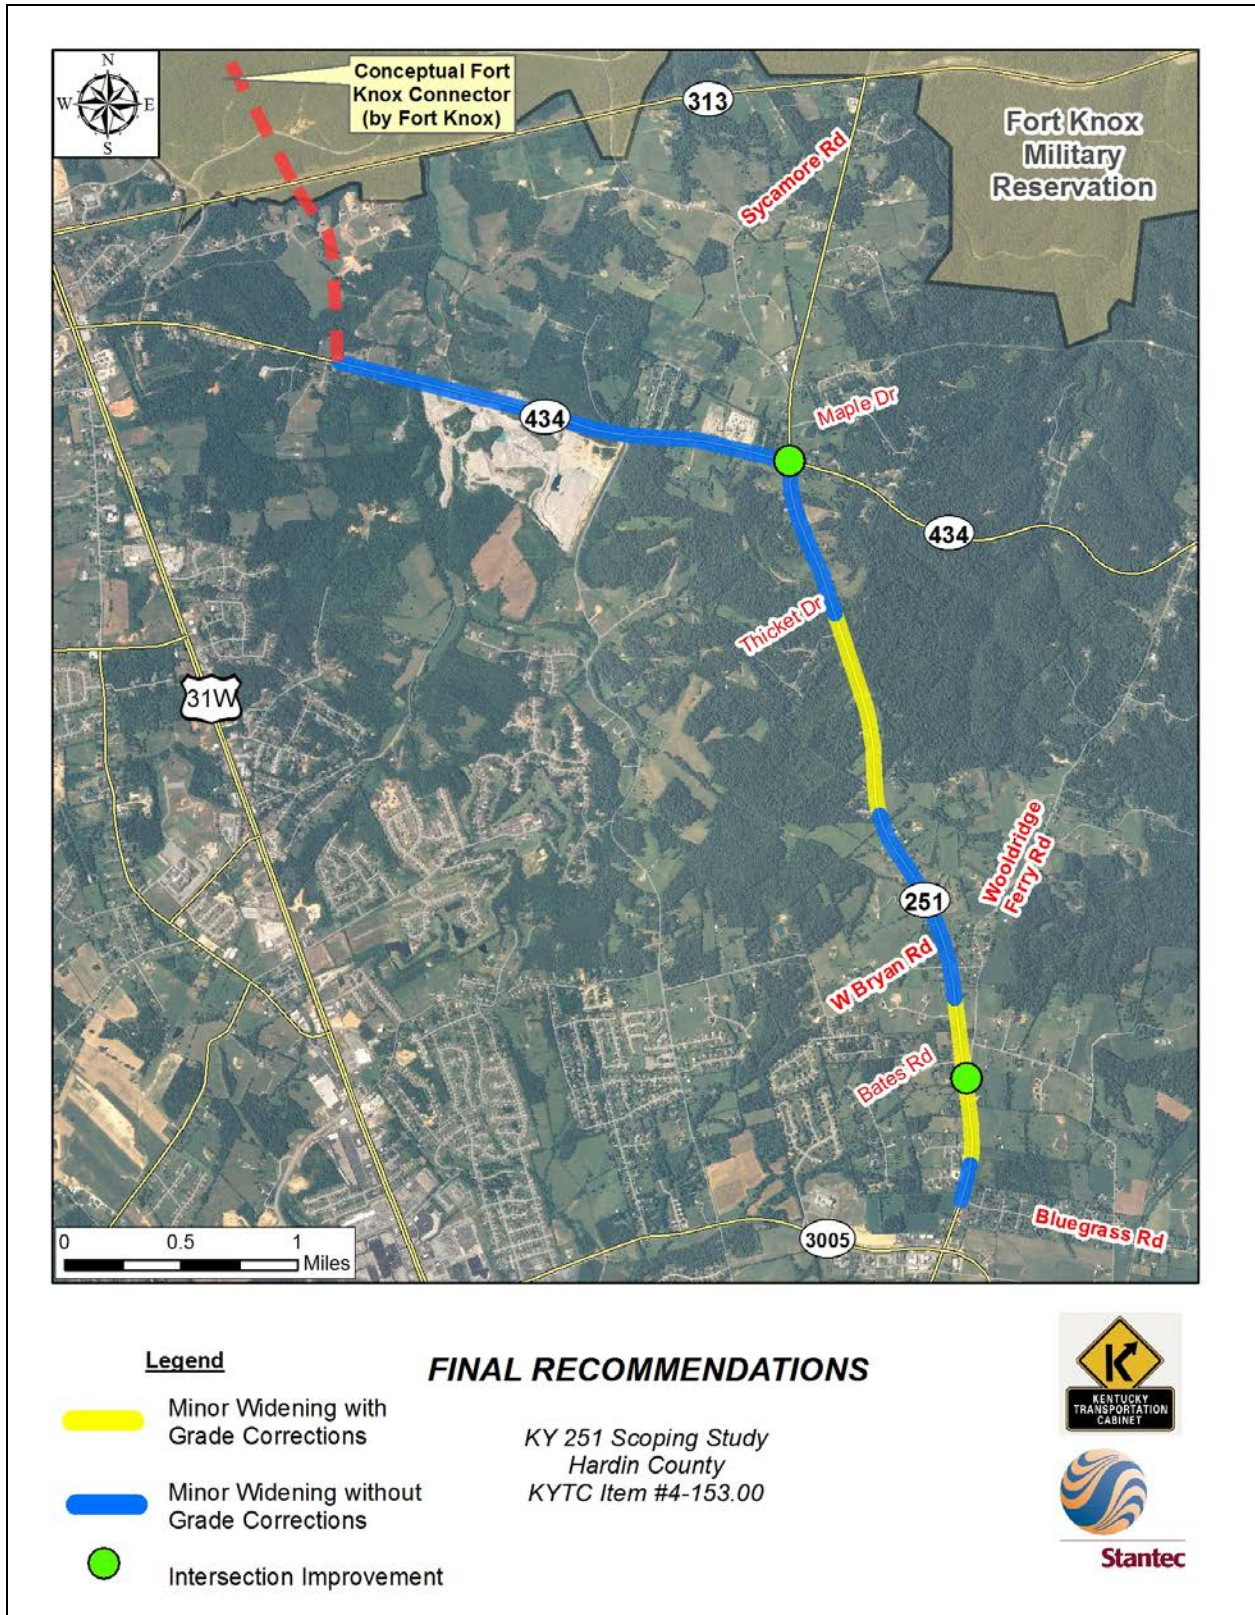 N
W E
S
Conceptual Fort
Knox Connector
(by Fort Knox)
313
Fort Knox
Military
Reservation
Sycamore Rd
Maple Dr
434
434
Thicket Dr
31W
Wooldridge
Ferry Rd
251
W Bryan Rd
Bates Rd
Bluegrass Rd
3005
0 0.5 1
Miles
Legend
Minor Widening with
Grade Corrections
Minor Widening without
Grade Corrections
Intersection Improvement
FINAL RECOMMENDATIONS
KY 251 Scoping Study
Hardin County
KYTC Item #4-153.00
K
KENTUCKY
TRANSPORTATION
CABINET
Stantec